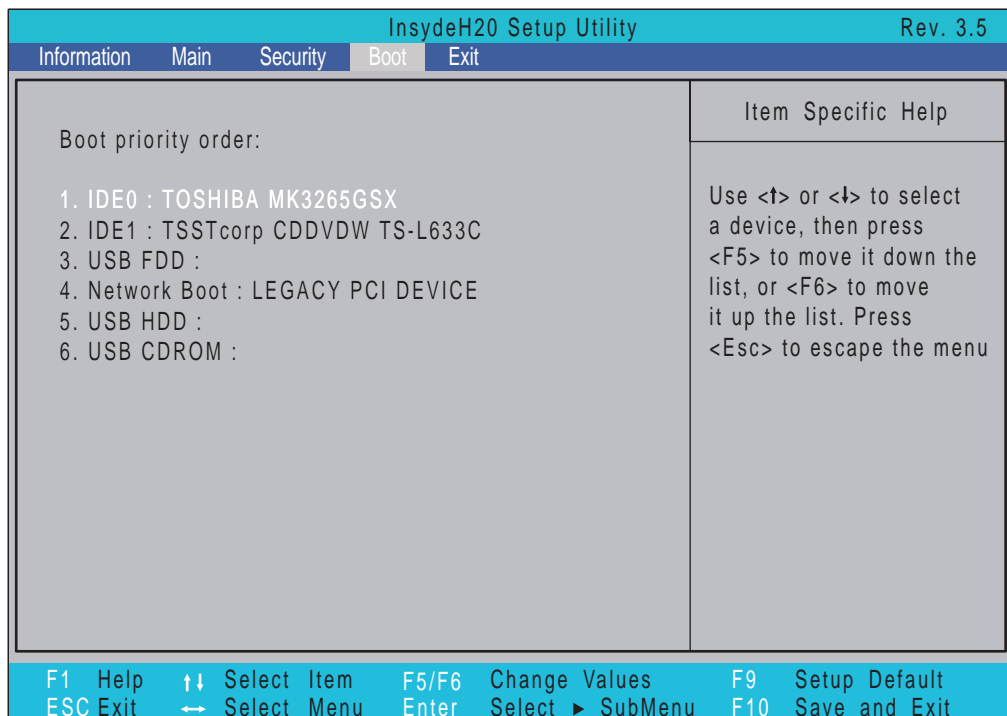 InsydeH20 Setup Utility Rev. 3.5
Information Main Security Boot Exit
Boot priority order:
1. IDE0 : TOSHIBA MK3265GSX
2. IDE1 : TSSTcorp CDDVDW TS-L633C
3. USB FDD :
4. Network Boot : LEGACY PCI DEVICE
5. USB HDD :
6. USB CDROM :
Item Specific Help
Use <↑> or <↓> to select
a device, then press
<F5> to move it down the
list, or <F6> to move
it up the list. Press
<Esc> to escape the menu
F1 Help ↑↓ Select Item F5/F6 Change Values F9 Setup Default
ESC Exit ↔ Select Menu Enter Select ► SubMenu F10 Save and Exit